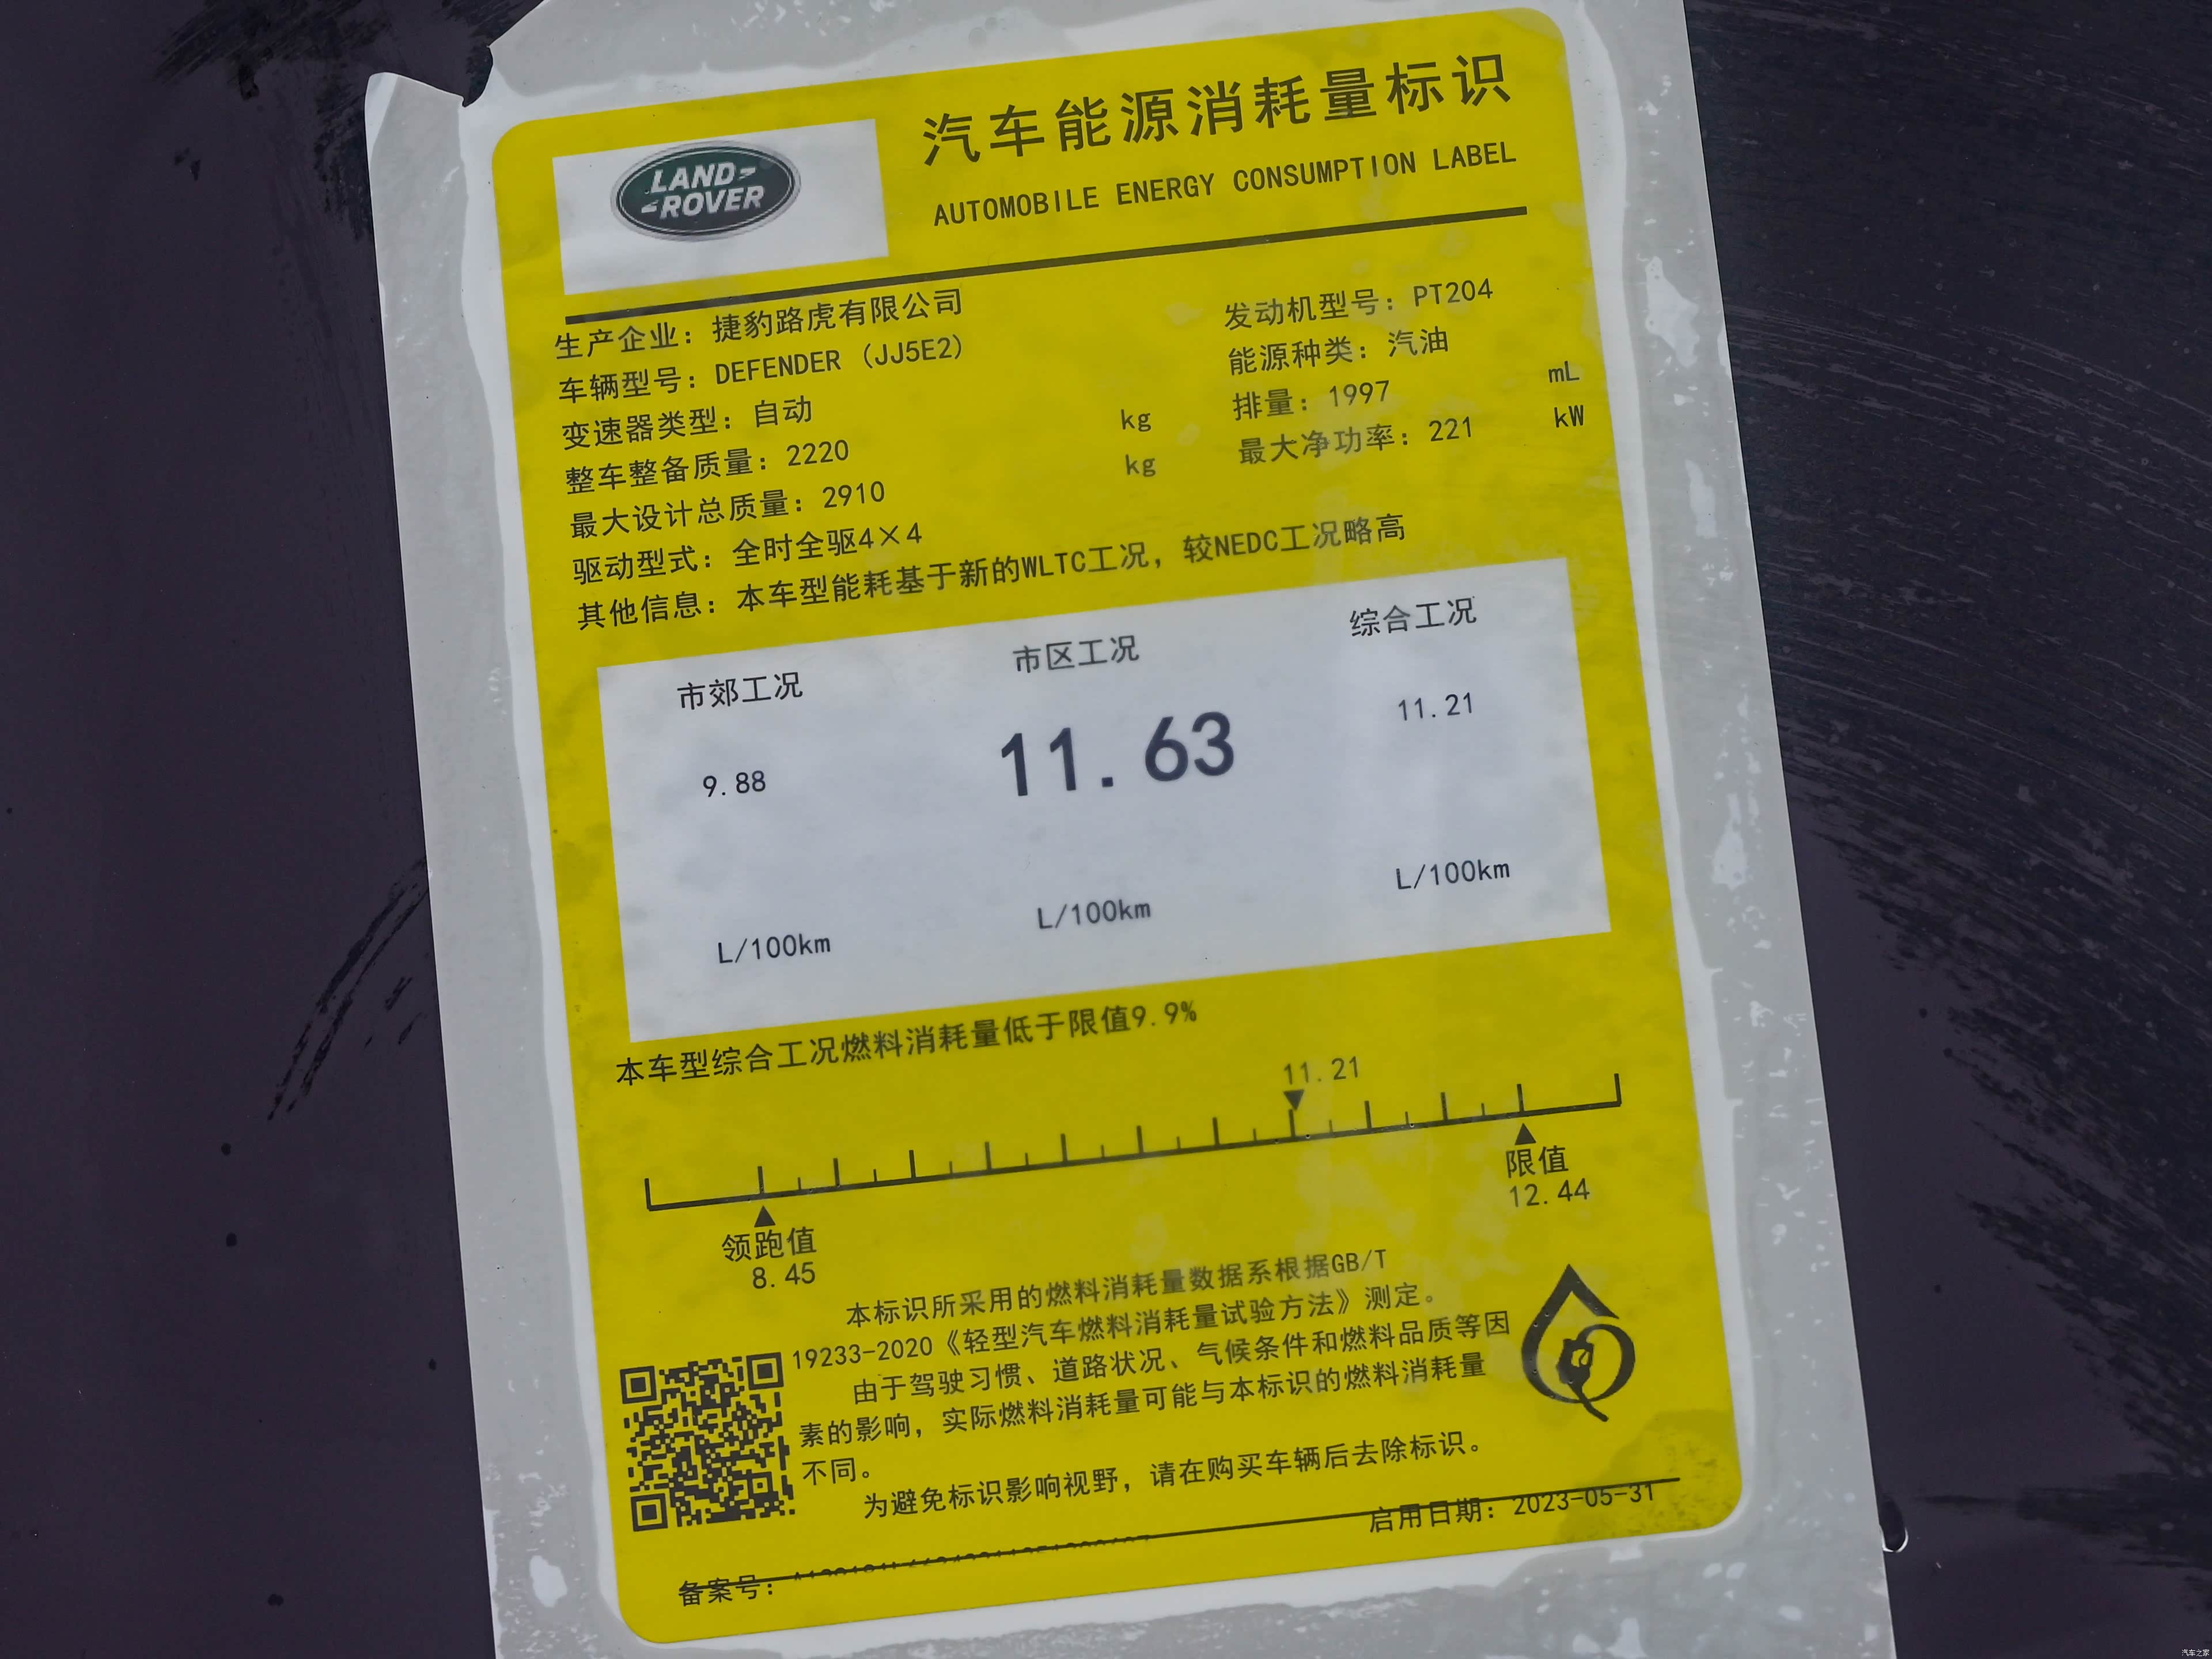 LAND
ROVER
汽车能源消耗量标识
AUTOMOBILE ENERGY CONSUMPTION LABEL
生产企业：捷豹路虎有限公司
车辆型号：DEFENDER (JJ5E2)
变速器类型：自动
整车整备质量：2220 kg
最大设计总质量：2910 kg
驱动型式：全时全驱4×4
其他信息：本车型能耗基于新的WLTC工况，较NEDC工况略高
发动机型号：PT204
能源种类：汽油
排量：1997 mL
最大净功率：221 kW
市郊工况
9.88
L/100km
市区工况
11.63
L/100km
综合工况
11.21
L/100km
本车型综合工况燃料消耗量低于限值9.9%
11.21
领跑值
8.45
限值
12.44
本标识所采用的燃料消耗量数据系根据GB/T
19233-2020《轻型汽车燃料消耗量试验方法》测定。
由于驾驶习惯、道路状况、气候条件和燃料品质等因
素的影响，实际燃料消耗量可能与本标识的燃料消耗量
不同。
为避免标识影响视野，请在购买车辆后去除标识。
备案号：
启用日期：2023-05-31
汽车之家